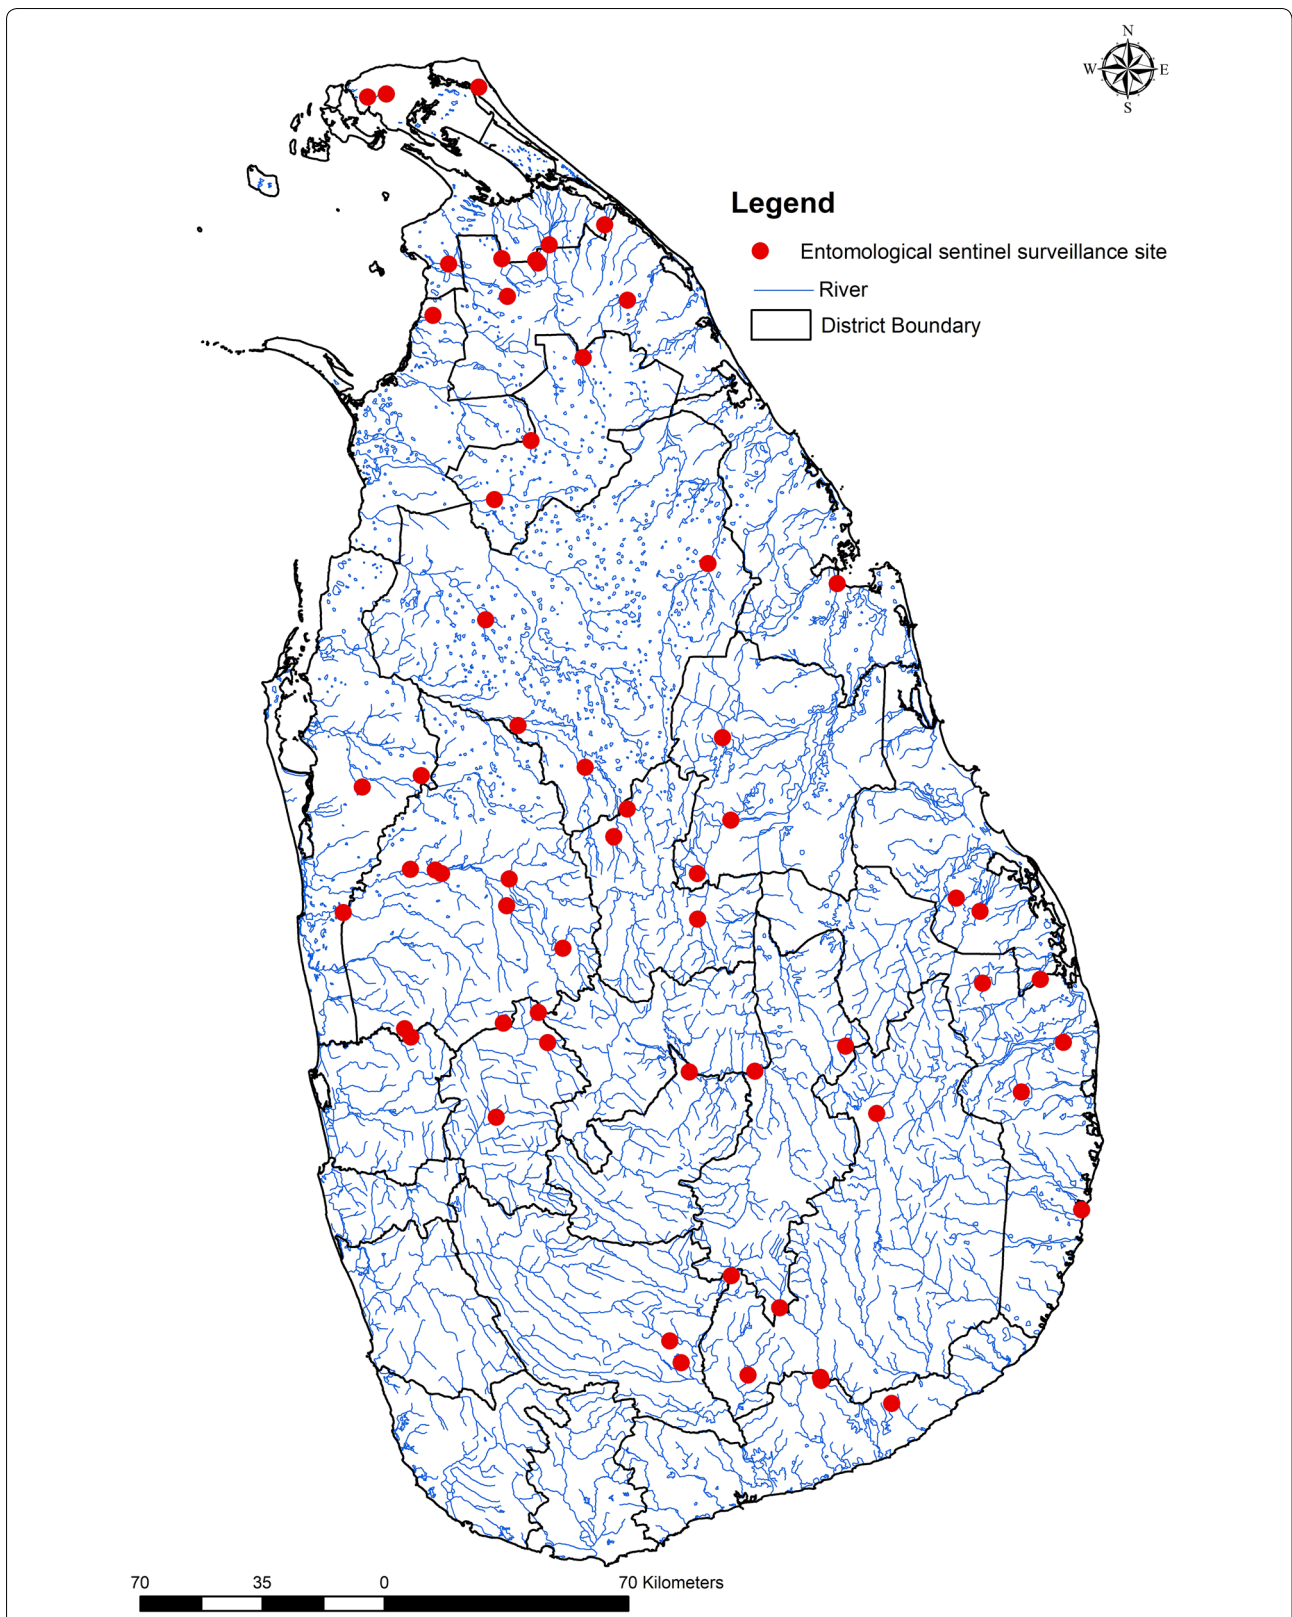 N
W E
S
Legend
Entomological sentinel surveillance site
River
District Boundary
70 35 0 70 Kilometers